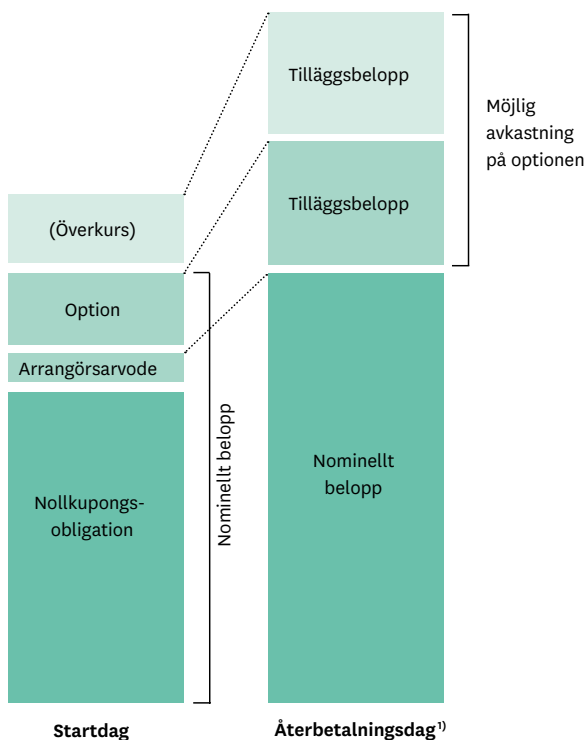 Tilläggsbelopp
Möjlig
avkastning
på optionen
Tilläggsbelopp
(Överkurs)
Option
Arrangörsarvode
Nominellt belopp
Nollkupongs-
obligation
Nominellt
belopp
Startdag
Återbetalningsdag¹⁾